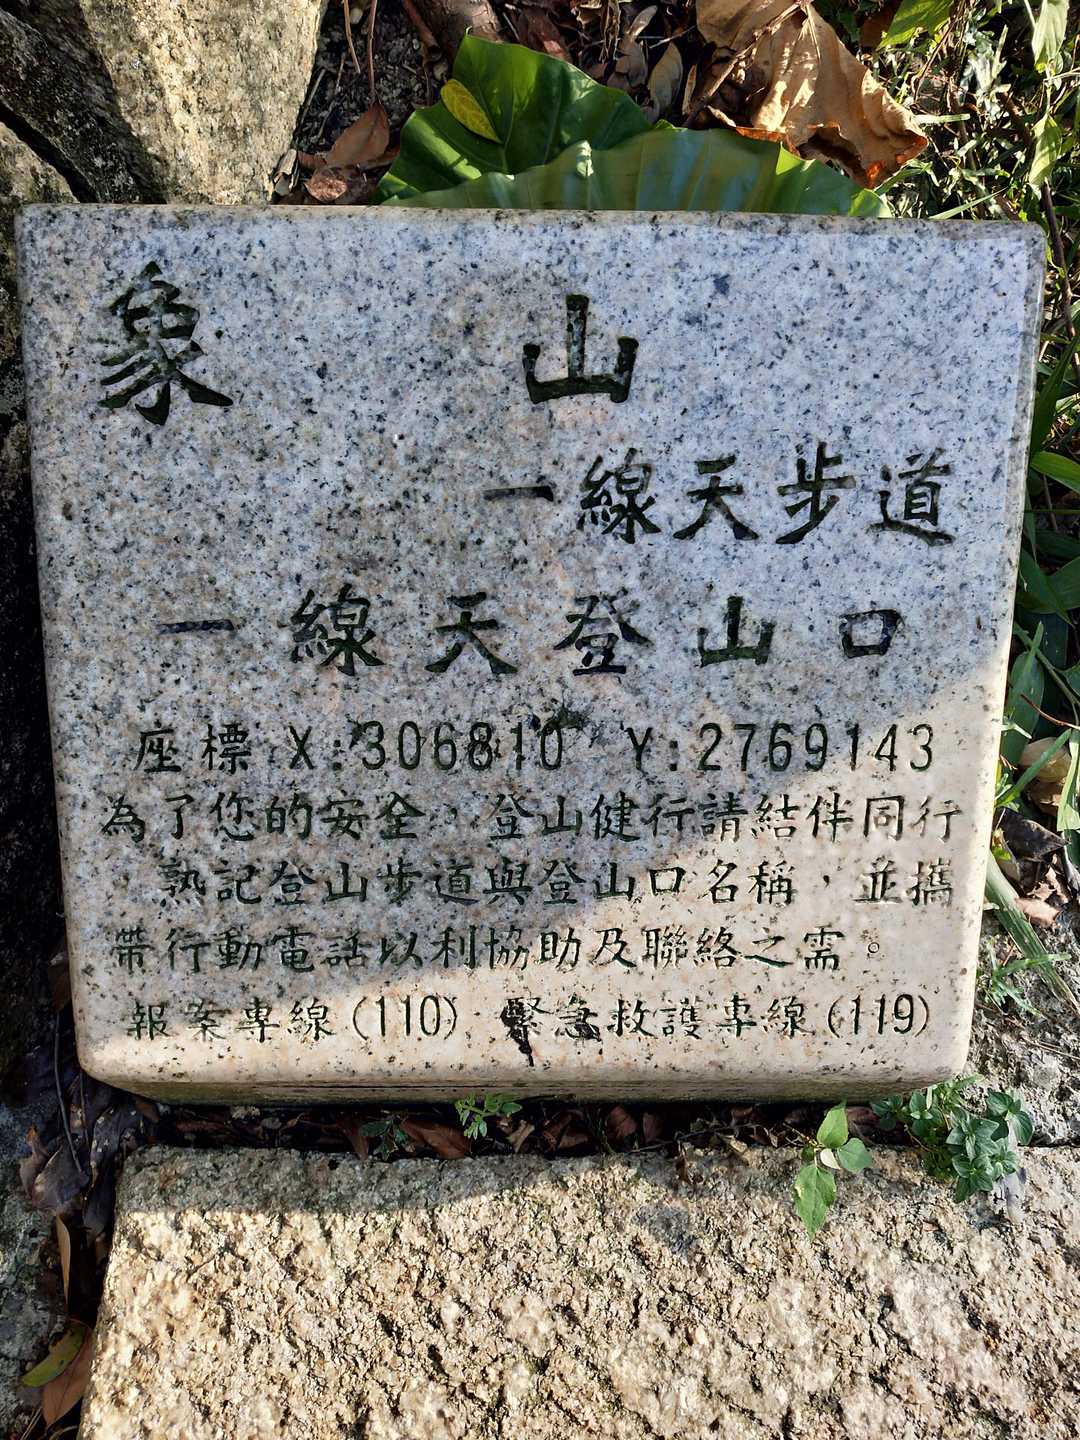 象山
一線天步道
一線天登山口
座標 X:306810 Y:2769143
為了您的安全,登山健行請結伴同行
熟記登山步道與登山口名稱,並攜
帶行動電話以利協助及聯絡之需。
報案專線(110) 緊急救護專線(119)